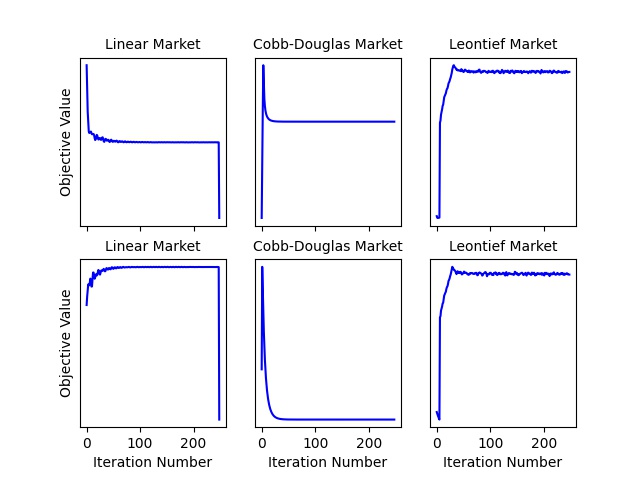 Linear Market
Cobb-Douglas Market
Leontief Market
Objective Value
Linear Market
Cobb-Douglas Market
Leontief Market
Objective Value
0 100 200
0 100 200
0 100 200
Iteration Number
Iteration Number
Iteration Number